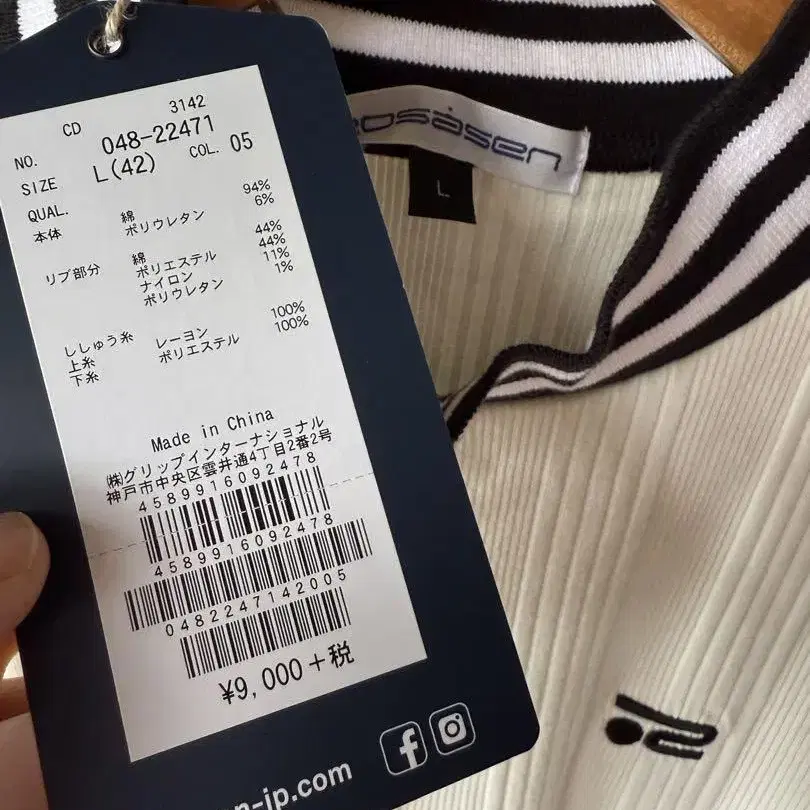 CD 3142
NO. 048-22471
SIZE L(42) COL. 05
QUAL.
本体 綿 94%
ポリウレタン 6%
リブ部分 綿 44%
ポリエステル 44%
ナイロン 11%
ポリウレタン 1%
ししゅう糸
上糸 レーヨン 100%
下糸 ポリエステル 100%
Made in China
㈱グリップインターナショナル
神戸市中央区雲井通4丁目2番2号
4589916092478
4589916092478
0482247142005
¥9,000+税
n-jp.com
osasen
L